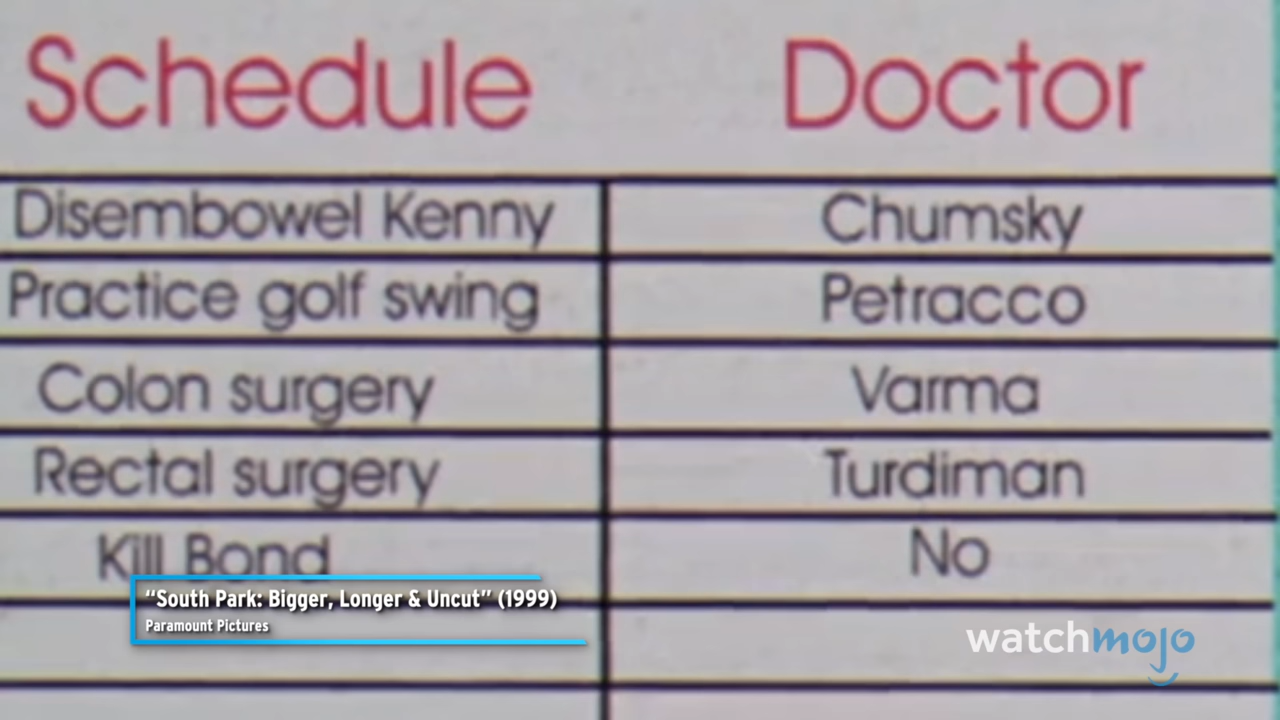 Schedule Doctor
Disembowel Kenny Chumsky
Practice golf swing Petracco
Colon surgery Varma
Rectal surgery Turdiman
Kill Bond No
“South Park: Bigger, Longer & Uncut” (1999)
Paramount Pictures
watchmojo